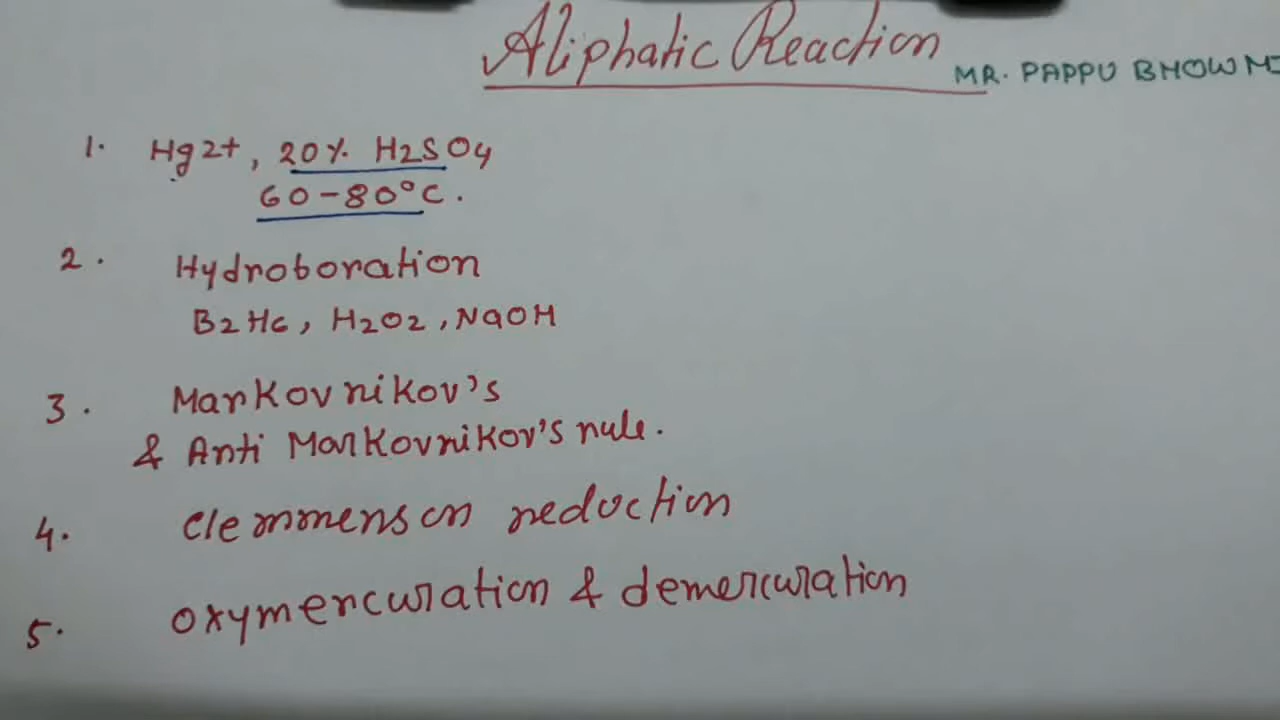 Aliphatic Reaction
MR. PAPPU BHOWMI
1. Hg2+, 20% H2SO4
60-80°C.
2. Hydroboration
B2H6, H2O2, NaOH
3. Markovnikov's
& Anti Markovnikov's rule.
4. Clemmenson reduction
5. oxymercuration & demercuration